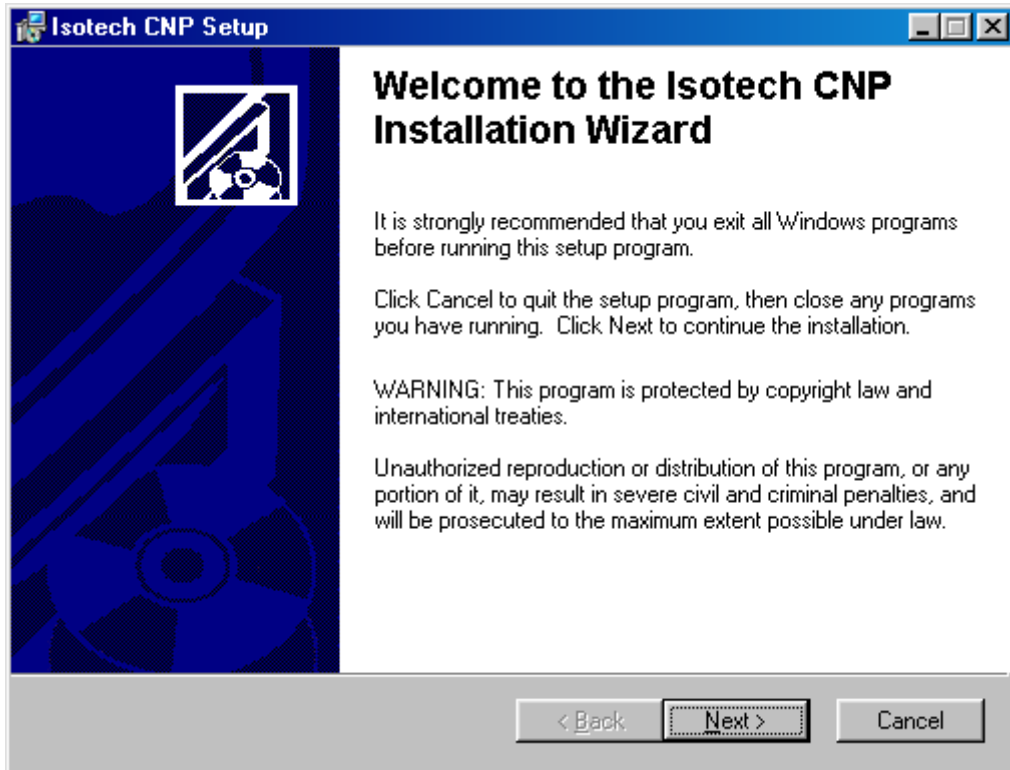 Isotech CNP Setup
Welcome to the Isotech CNP
Installation Wizard
It is strongly recommended that you exit all Windows programs
before running this setup program.
Click Cancel to quit the setup program, then close any programs
you have running.  Click Next to continue the installation.
WARNING: This program is protected by copyright law and
international treaties.
Unauthorized reproduction or distribution of this program, or any
portion of it, may result in severe civil and criminal penalties, and
will be prosecuted to the maximum extent possible under law.
< Back
Next >
Cancel